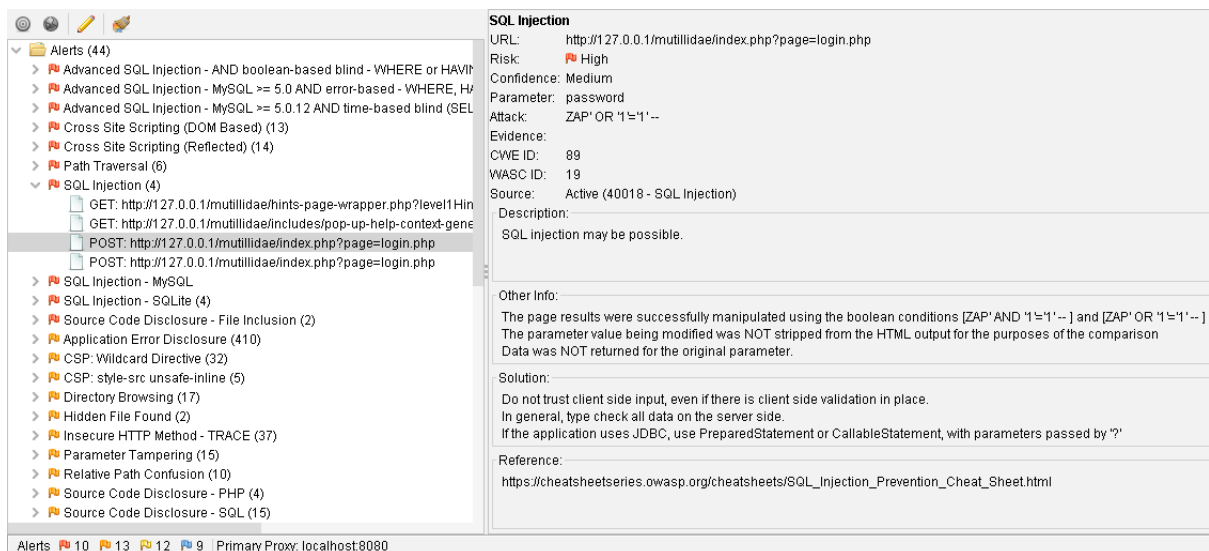 Alerts (44)
Advanced SQL Injection - AND boolean-based blind - WHERE or HAVIN
Advanced SQL Injection - MySQL >= 5.0 AND error-based - WHERE, HA
Advanced SQL Injection - MySQL >= 5.0.12 AND time-based blind (SEL
Cross Site Scripting (DOM Based) (13)
Cross Site Scripting (Reflected) (14)
Path Traversal (6)
SQL Injection (4)
GET: http://127.0.0.1/mutillidae/hints-page-wrapper.php?level1Hin
GET: http://127.0.0.1/mutillidae/includes/pop-up-help-context-gene
POST: http://127.0.0.1/mutillidae/index.php?page=login.php
POST: http://127.0.0.1/mutillidae/index.php?page=login.php
SQL Injection - MySQL
SQL Injection - SQLite (4)
Source Code Disclosure - File Inclusion (2)
Application Error Disclosure (410)
CSP: Wildcard Directive (32)
CSP: style-src unsafe-inline (5)
Directory Browsing (17)
Hidden File Found (2)
Insecure HTTP Method - TRACE (37)
Parameter Tampering (15)
Relative Path Confusion (10)
Source Code Disclosure - PHP (4)
Source Code Disclosure - SQL (15)
SQL Injection
URL: http://127.0.0.1/mutillidae/index.php?page=login.php
Risk: High
Confidence: Medium
Parameter: password
Attack: ZAP' OR '1'='1' --
Evidence:
CWE ID: 89
WASC ID: 19
Source: Active (40018 - SQL Injection)
Description:
SQL injection may be possible.
Other Info:
The page results were successfully manipulated using the boolean conditions [ZAP' AND '1'='1' -- ] and [ZAP' OR '1'='1' -- ]
The parameter value being modified was NOT stripped from the HTML output for the purposes of the comparison
Data was NOT returned for the original parameter.
Solution:
Do not trust client side input, even if there is client side validation in place.
In general, type check all data on the server side.
If the application uses JDBC, use PreparedStatement or CallableStatement, with parameters passed by '?'
Reference:
https://cheatsheetseries.owasp.org/cheatsheets/SQL_Injection_Prevention_Cheat_Sheet.html
Alerts 10 13 12 9 Primary Proxy: localhost:8080